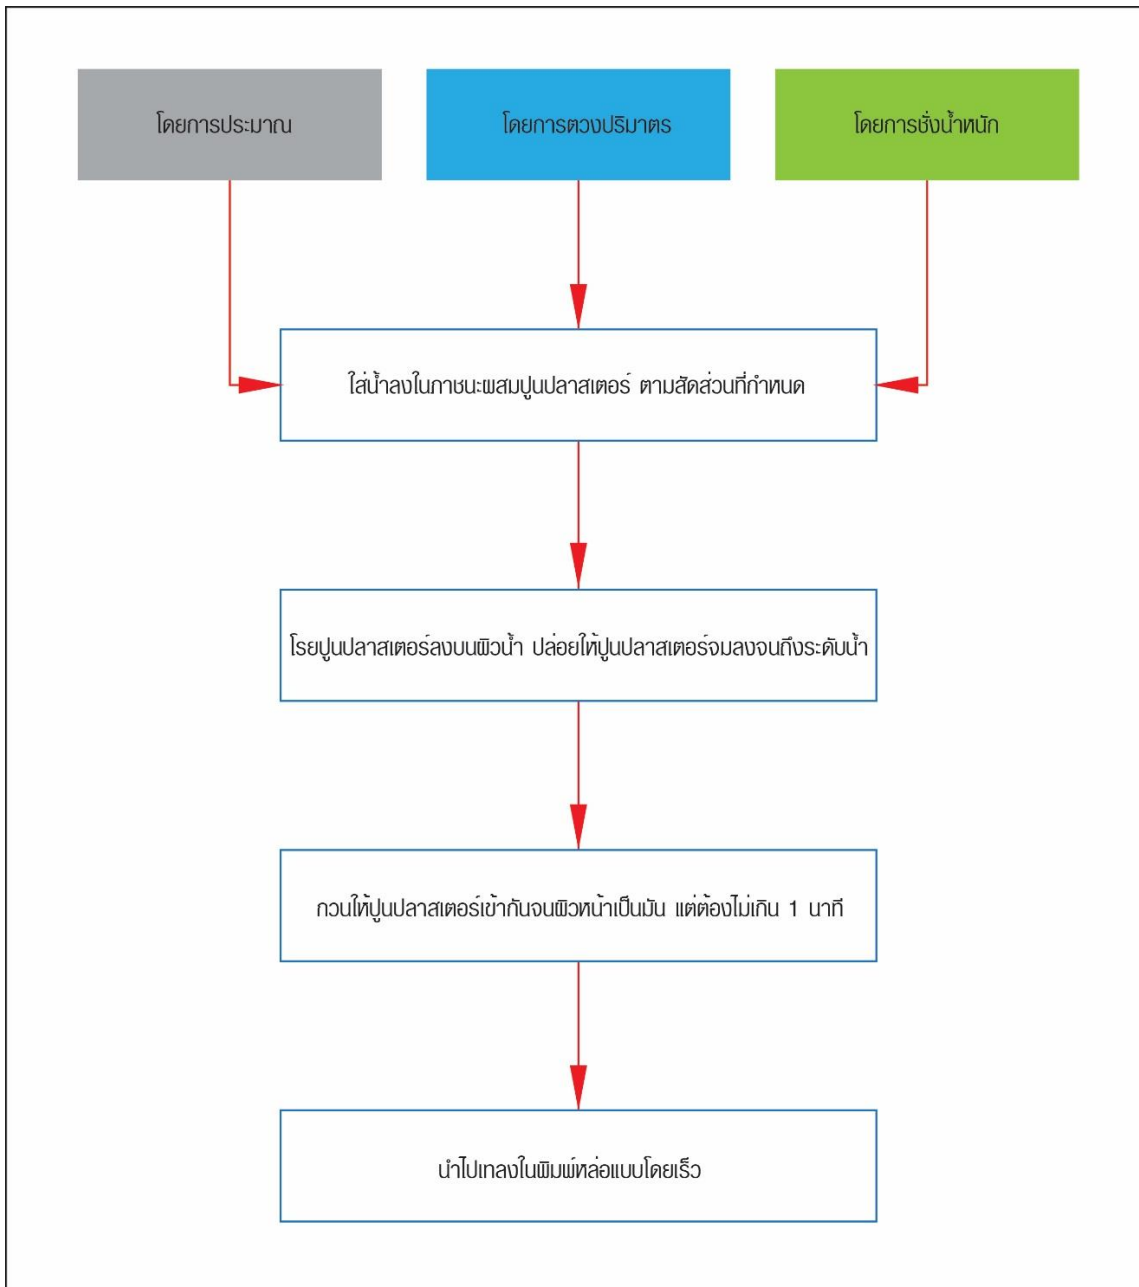 โดยการประมาณ
โดยการตวงปริมาตร
โดยการชั่งน้ำหนัก
ใส่น้ำลงในภาชนะผสมปูนปลาสเตอร์ ตามสัดส่วนที่กำหนด
โรยปูนปลาสเตอร์ลงบนผิวน้ำ ปล่อยให้ปูนปลาสเตอร์จมลงจนถึงระดับน้ำ
กวนให้ปูนปลาสเตอร์เข้ากันจนผิวหน้าเป็นมัน แต่ต้องไม่เกิน 1 นาที
นำไปเทลงในพิมพ์หล่อแบบโดยเร็ว